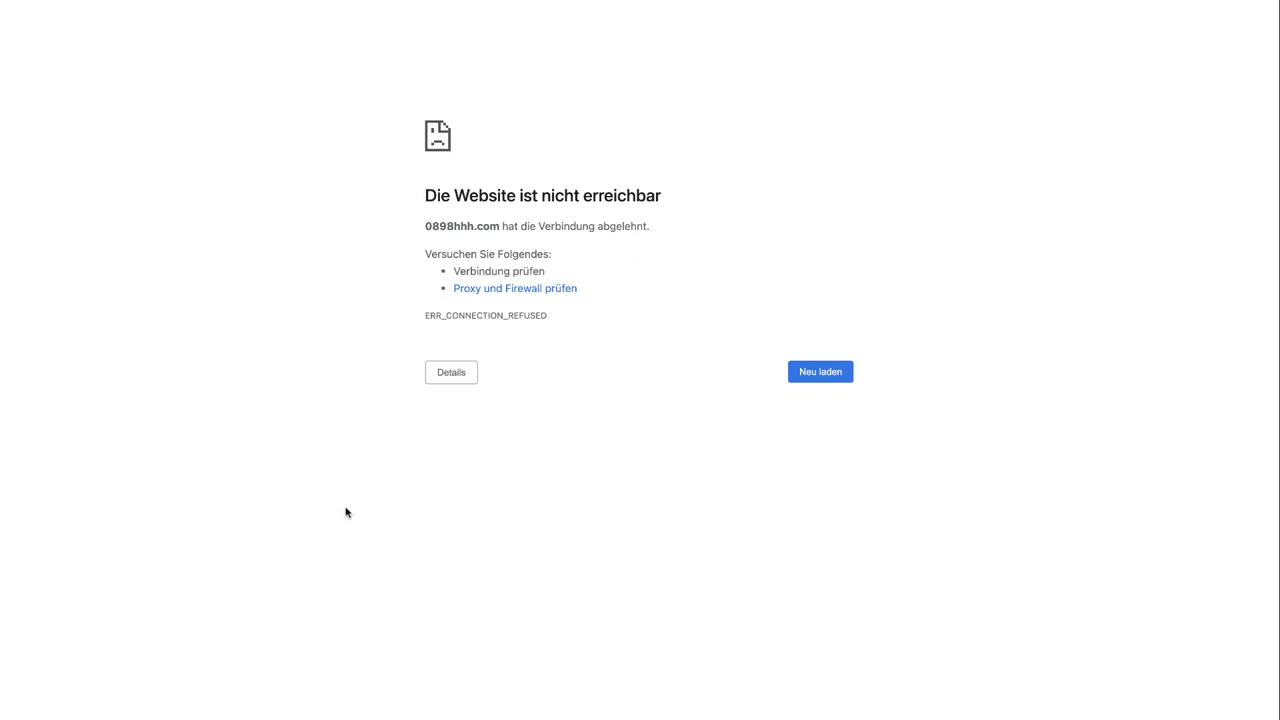 Die Website ist nicht erreichbar
0898hhh.com hat die Verbindung abgelehnt.
Versuchen Sie Folgendes:
• Verbindung prüfen
• Proxy und Firewall prüfen
ERR_CONNECTION_REFUSED
Details
Neu laden